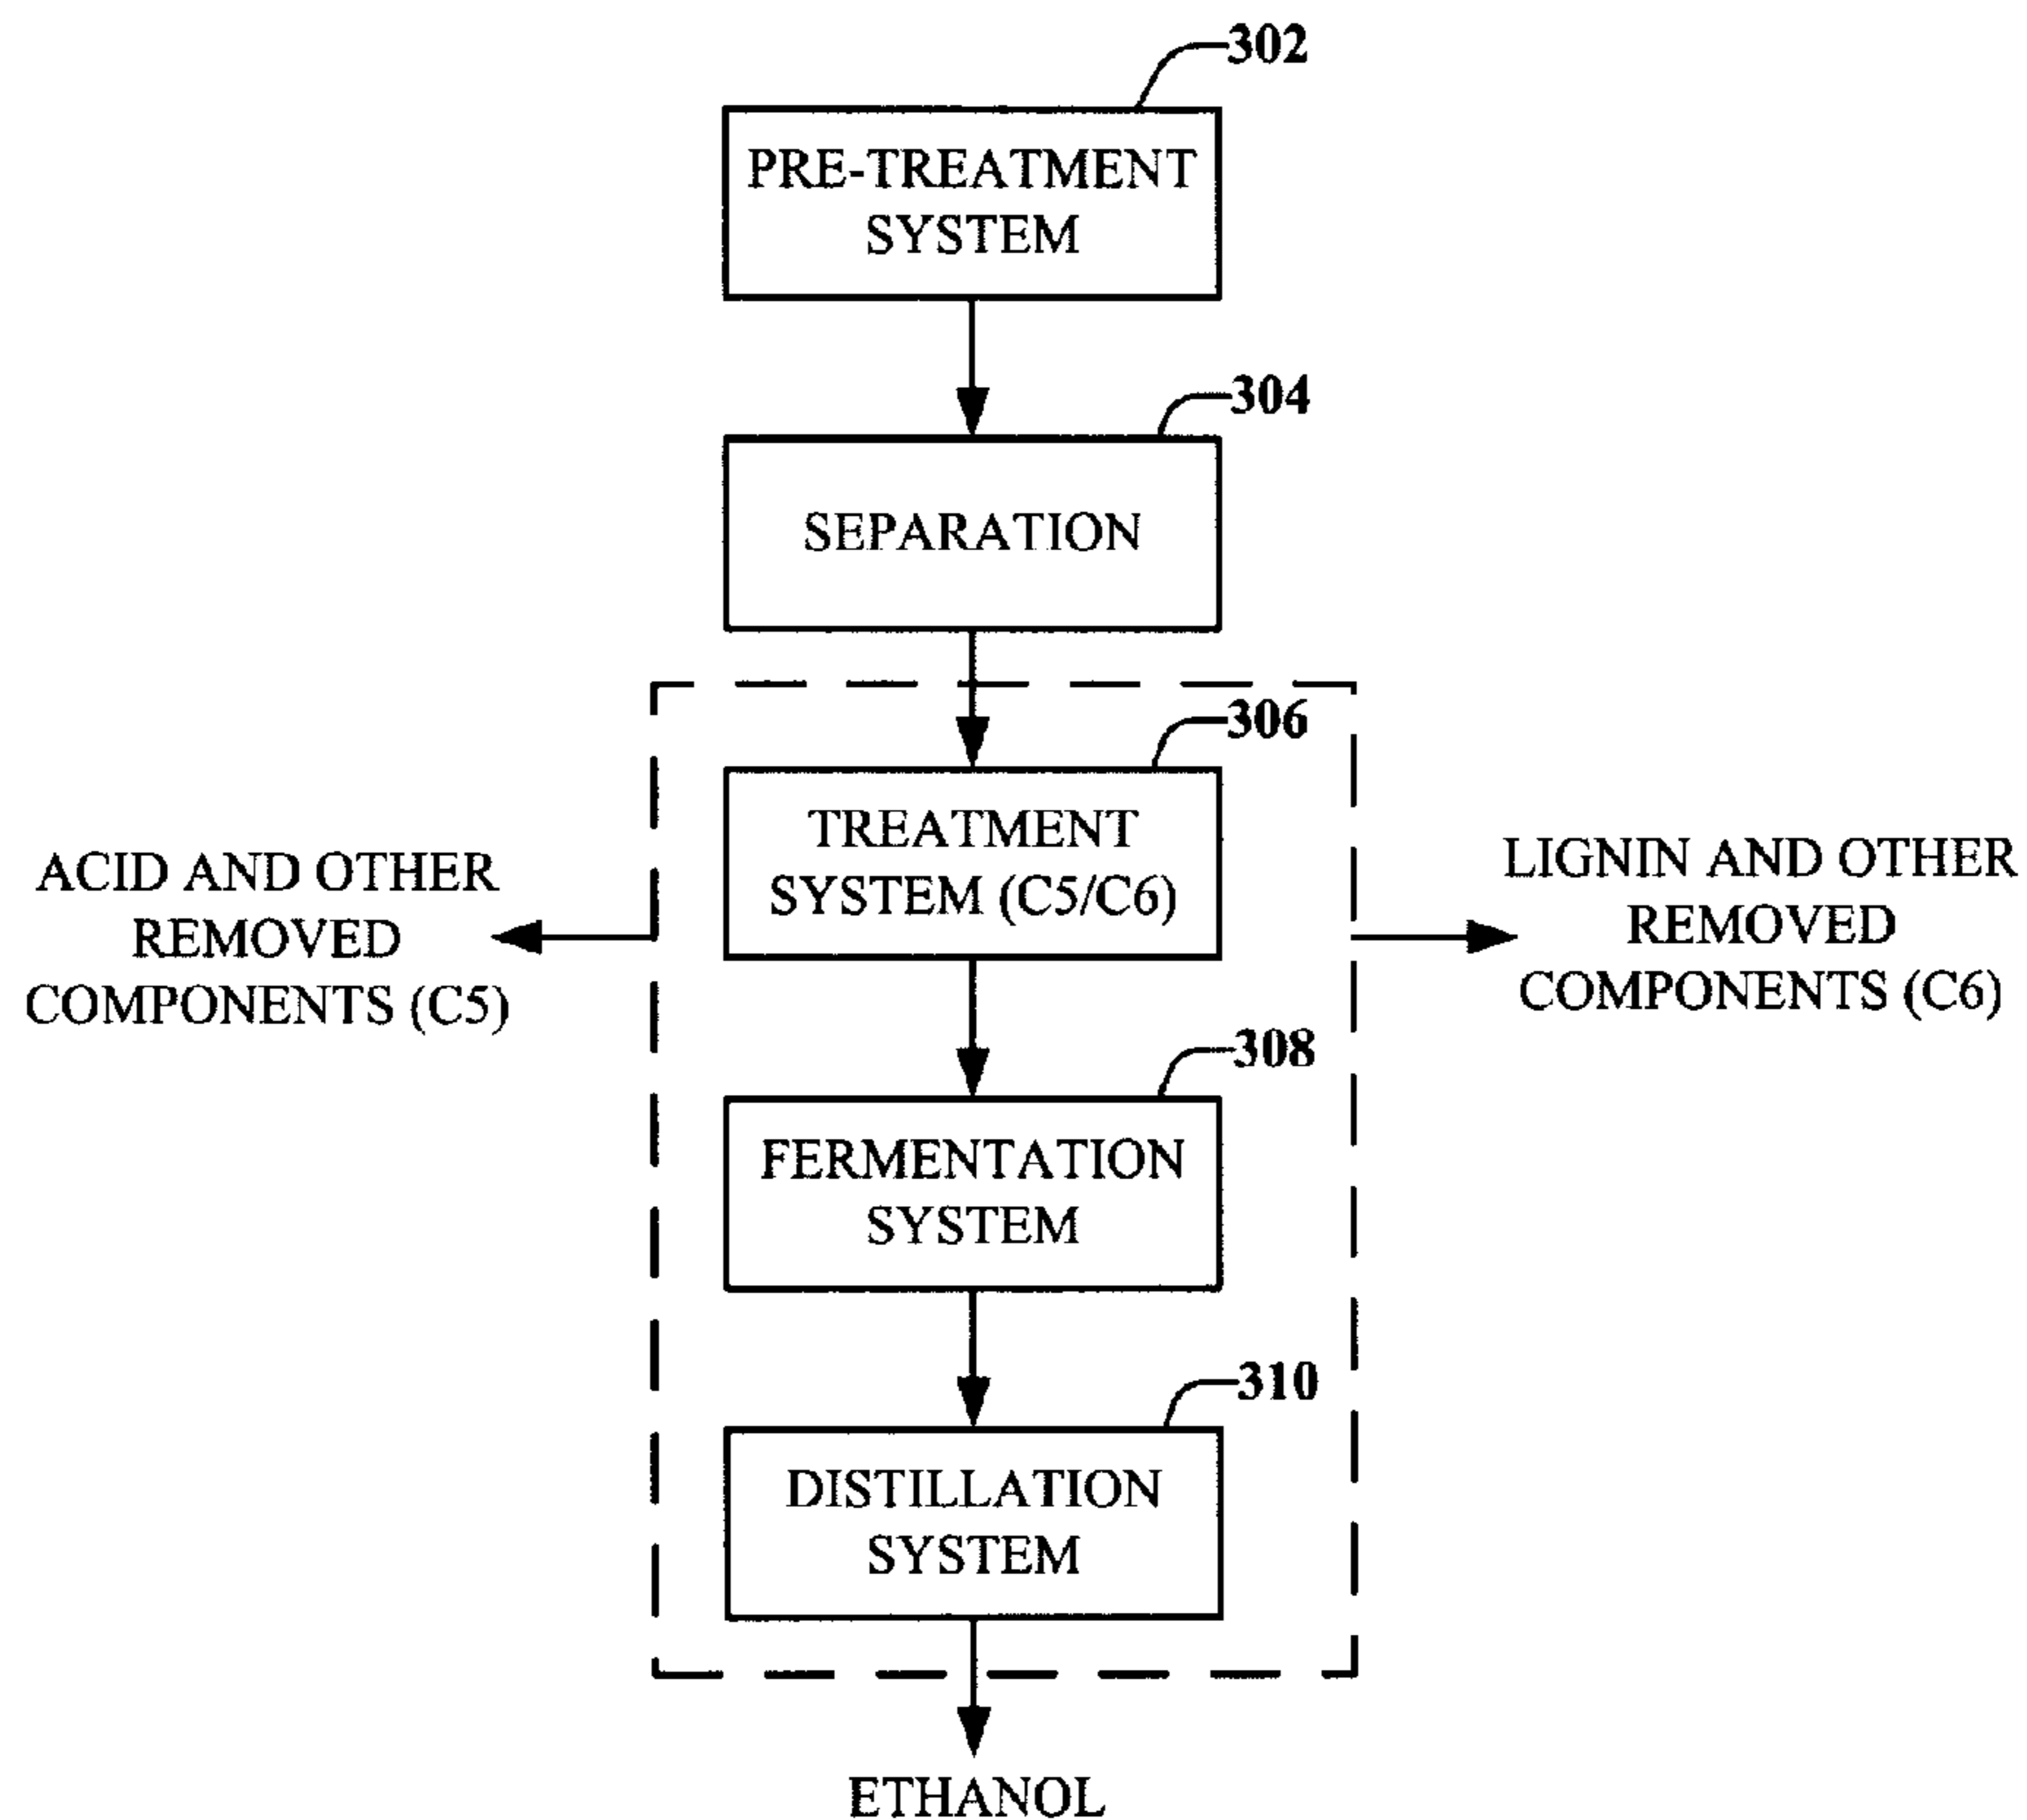 302
PRE-TREATMENT
SYSTEM
304
SEPARATION
306
TREATMENT
SYSTEM (C5/C6)
ACID AND OTHER
REMOVED
COMPONENTS (C5)
LIGNIN AND OTHER
REMOVED
COMPONENTS (C6)
308
FERMENTATION
SYSTEM
310
DISTILLATION
SYSTEM
ETHANOL